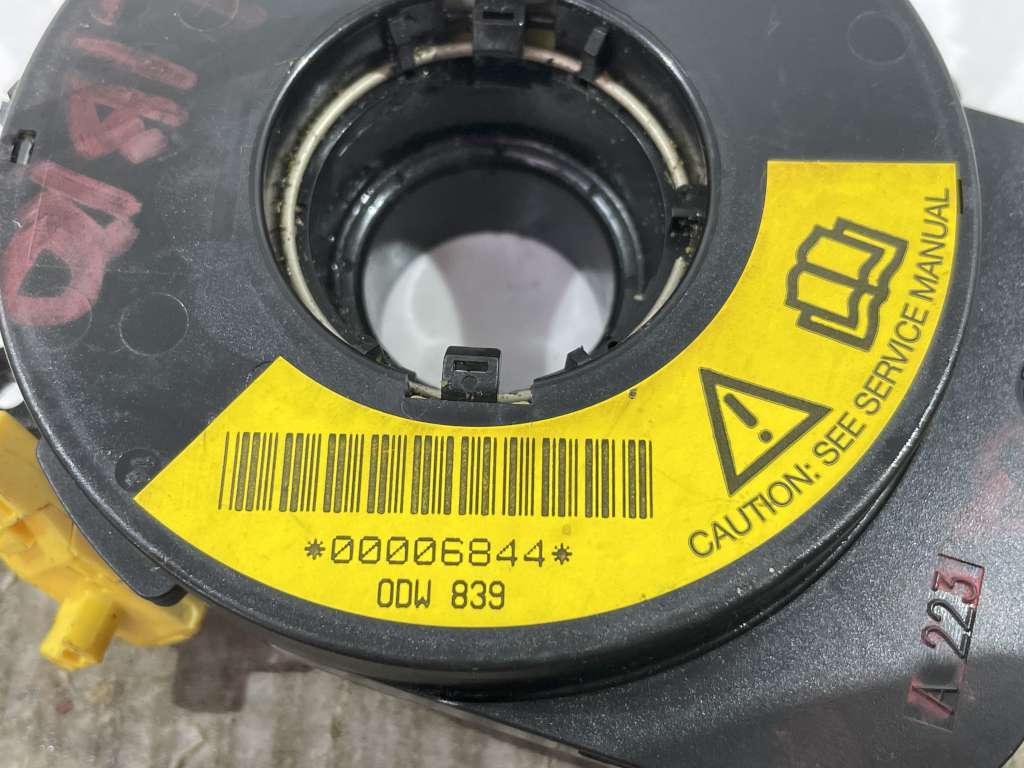 CAUTION: SEE SERVICE MANUAL
*00006844*
ODW 839
A 223